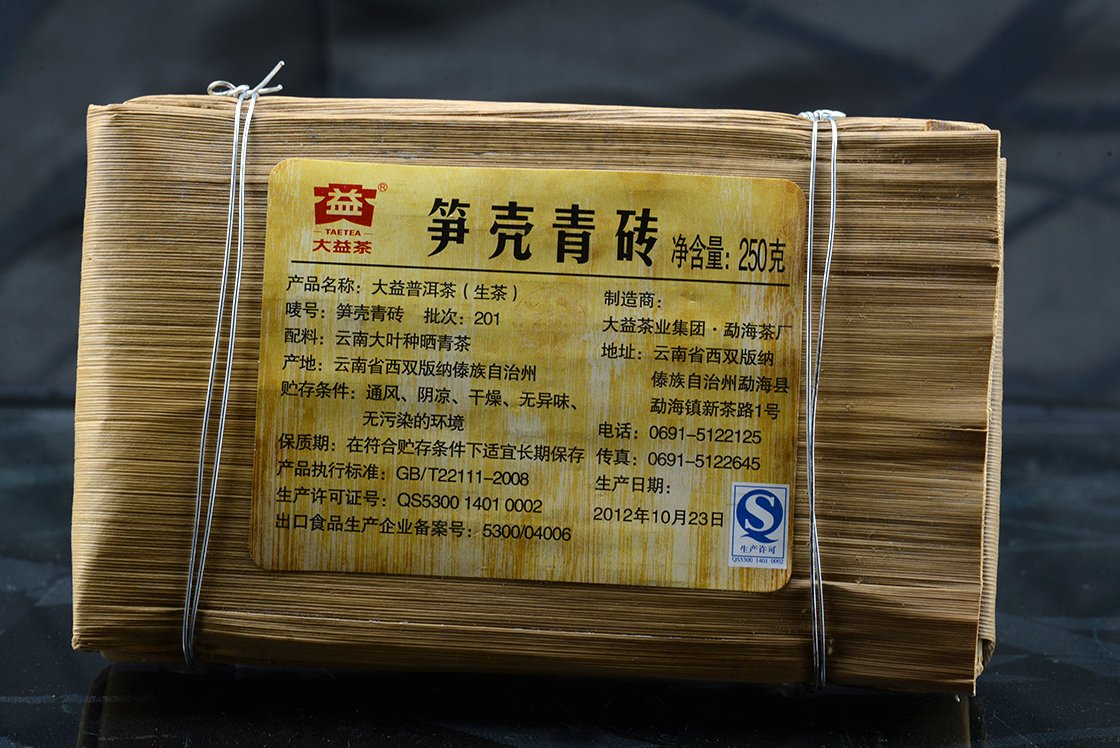 益®
TAETEA
大益茶
笋壳青砖 净含量：250克
产品名称：大益普洱茶（生茶）
唛号：笋壳青砖 批次：201
配料：云南大叶种晒青茶
产地：云南省西双版纳傣族自治州
贮存条件：通风、阴凉、干燥、无异味、
无污染的环境
保质期：在符合贮存条件下适宜长期保存
产品执行标准：GB/T22111-2008
生产许可证号：QS5300 1401 0002
出口食品生产企业备案号：5300/04006
制造商：
大益茶业集团·勐海茶厂
地址：云南省西双版纳
傣族自治州勐海县
勐海镇新茶路1号
电话：0691-5122125
传真：0691-5122645
生产日期：
2012年10月23日
QS
生产许可
QS5300 1401 0002